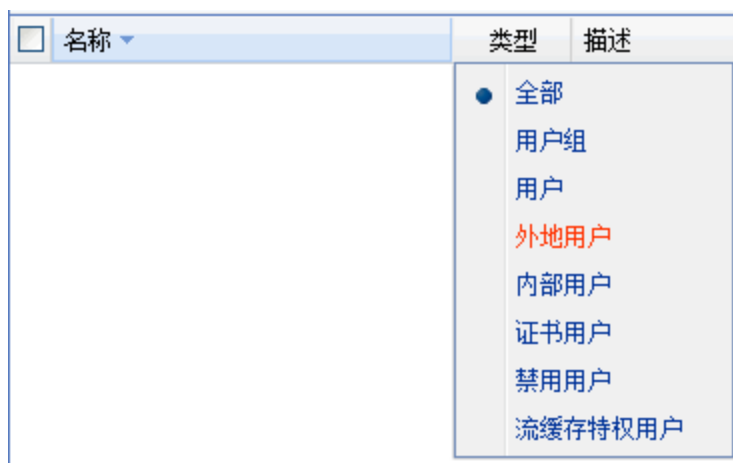 名称 类型 描述
全部
用户组
用户
外地用户
内部用户
证书用户
禁用用户
流缓存特权用户